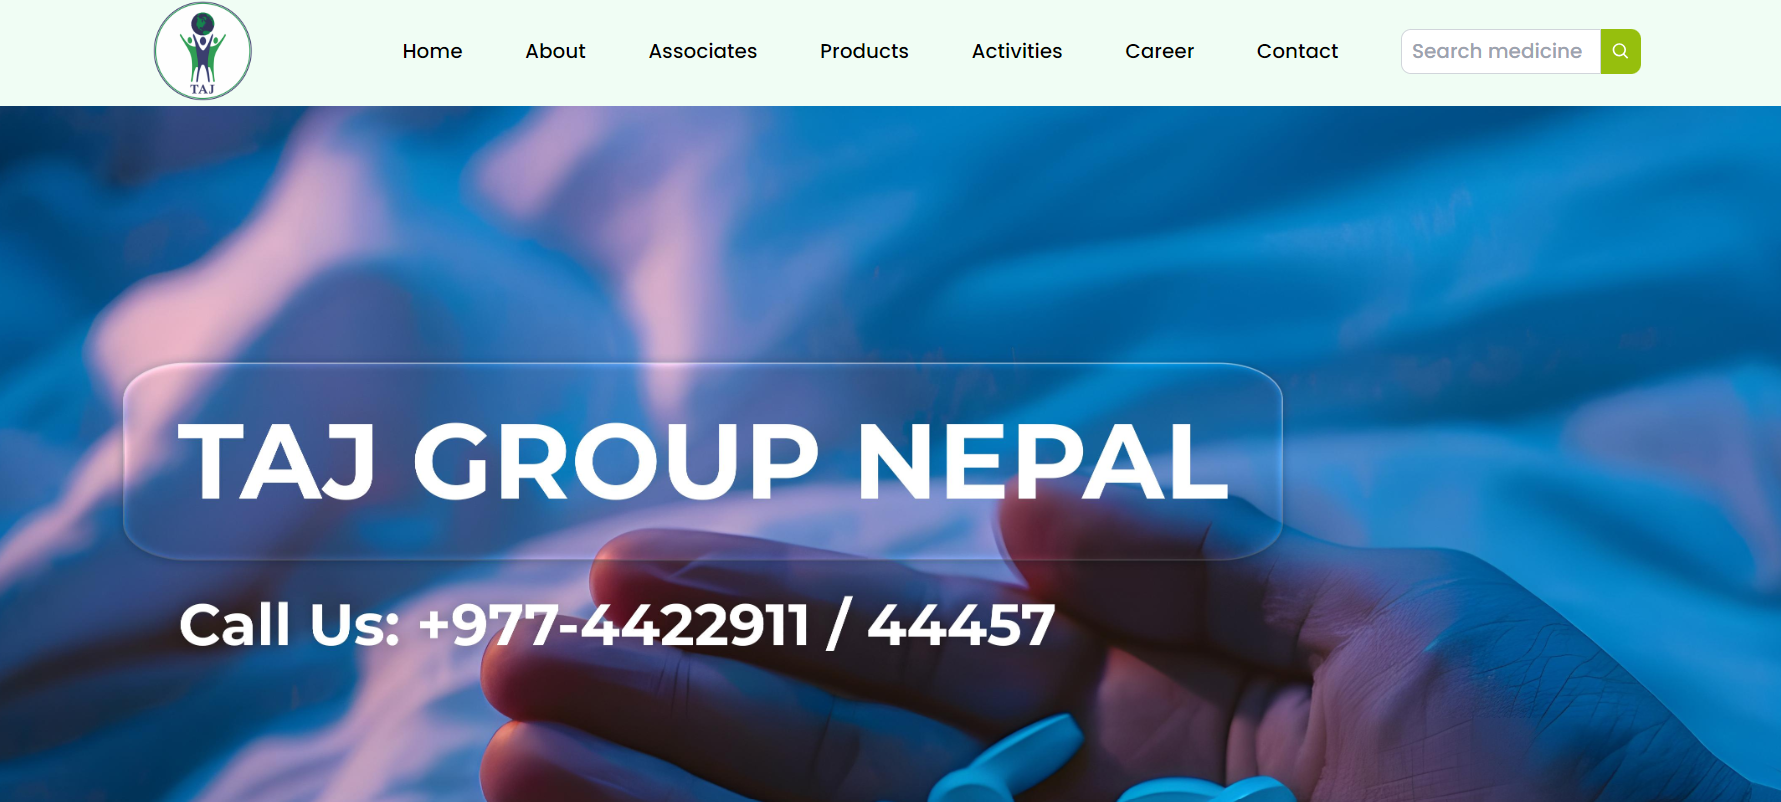 TAJ
Home
About
Associates
Products
Activities
Career
Contact
Search medicine
TAJ GROUP NEPAL
Call Us: +977-4422911 / 44457